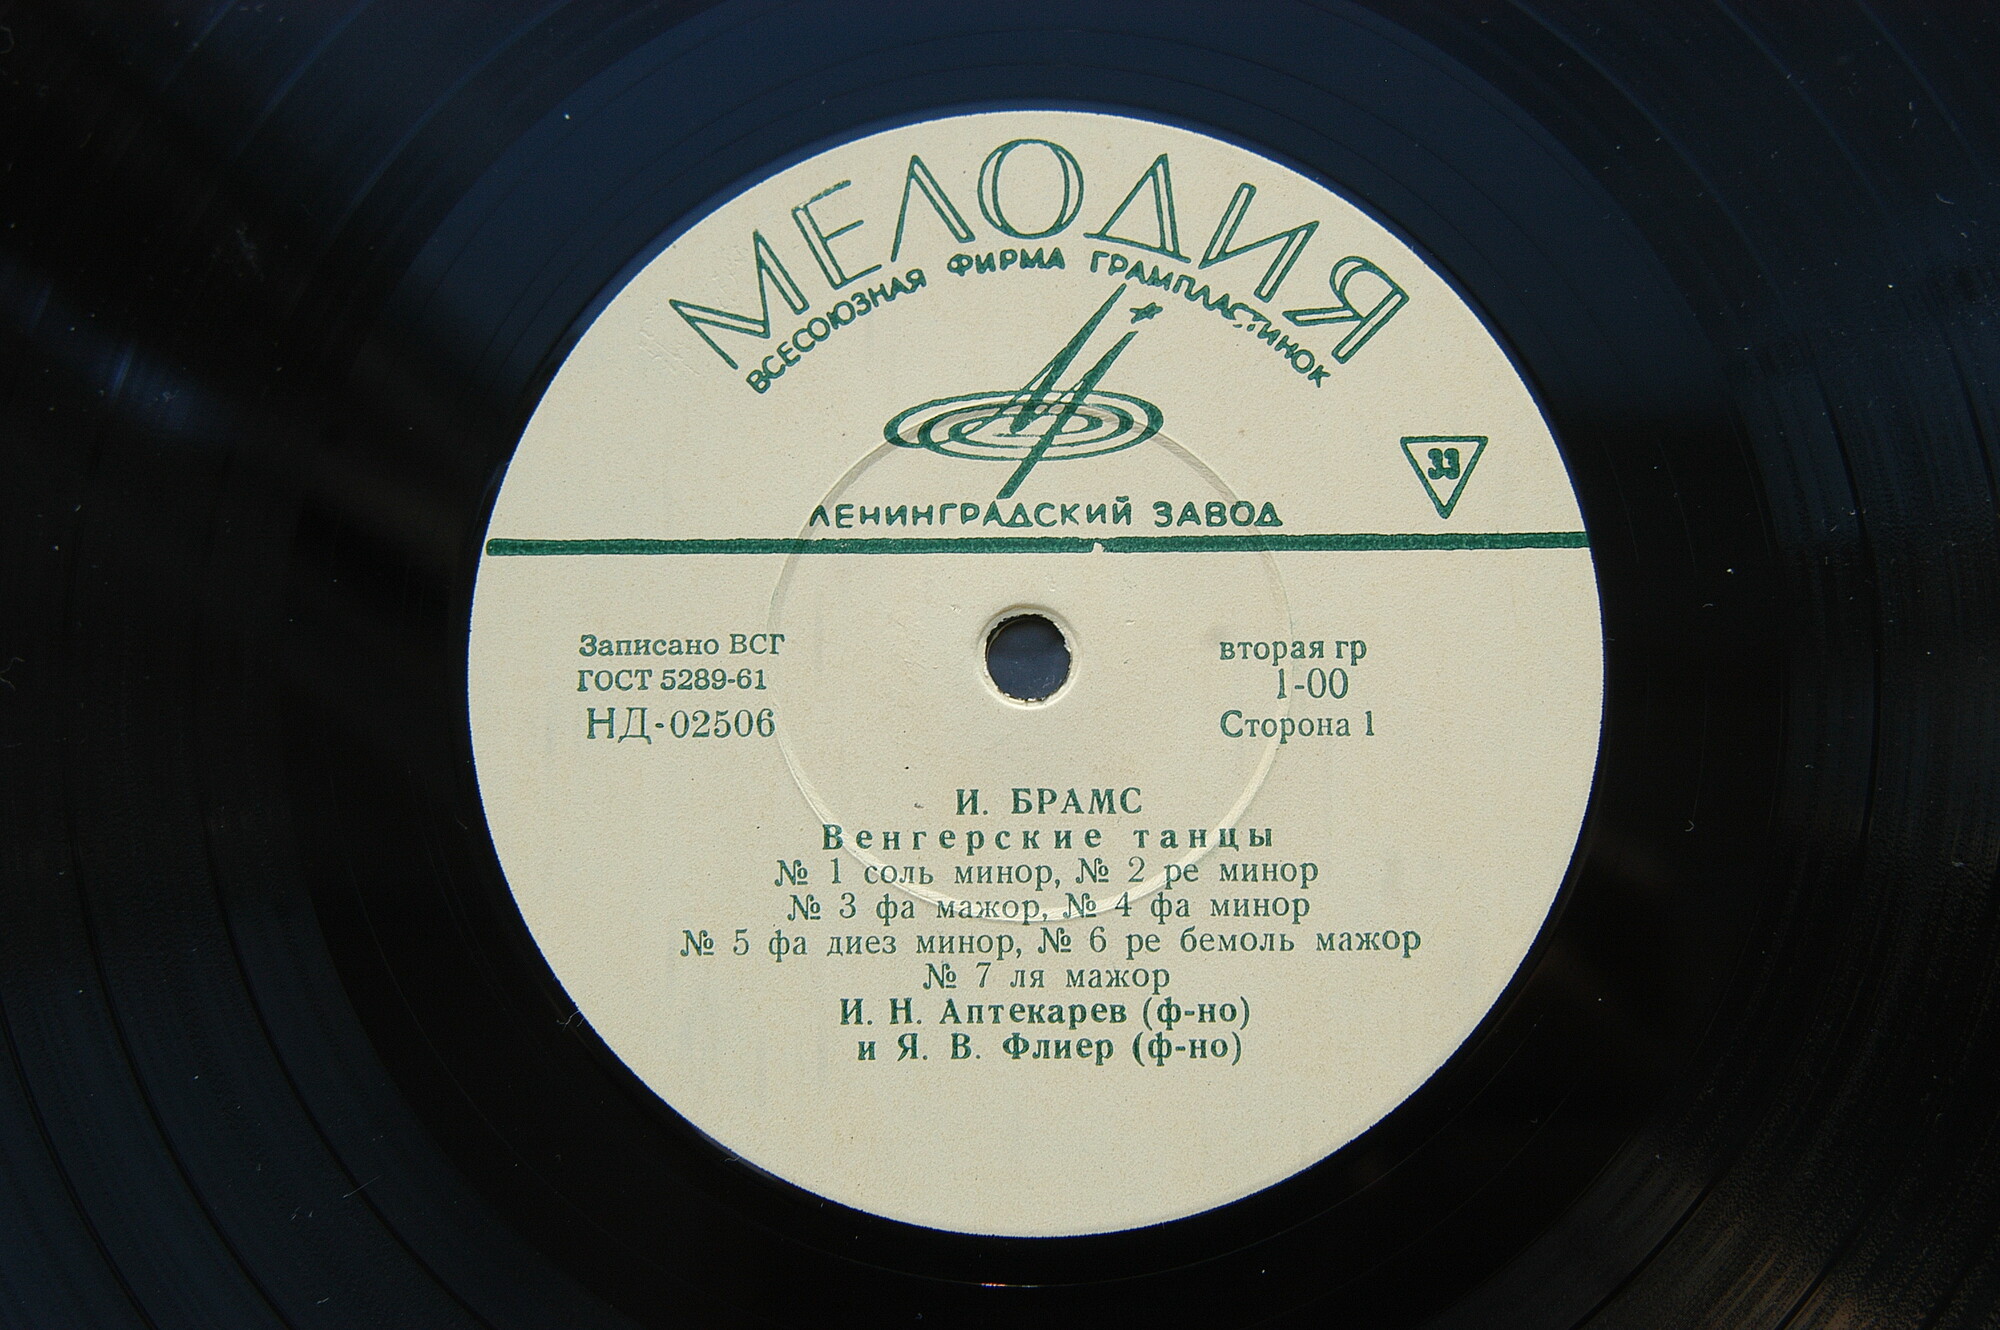 МЕЛОДИЯ
ВСЕСОЮЗНАЯ ФИРМА ГРАМПЛАСТИНОК
33
ЛЕНИНГРАДСКИЙ ЗАВОД
Записано ВСГ
ГОСТ 5289-61
НД-02506
вторая гр
1-00
Сторона 1
И. БРАМС
Венгерские танцы
№ 1 соль минор, № 2 ре минор
№ 3 фа мажор, № 4 фа минор
№ 5 фа диез минор, № 6 ре бемоль мажор
№ 7 ля мажор
И. Н. Аптекарев (ф-но)
и Я. В. Флиер (ф-но)